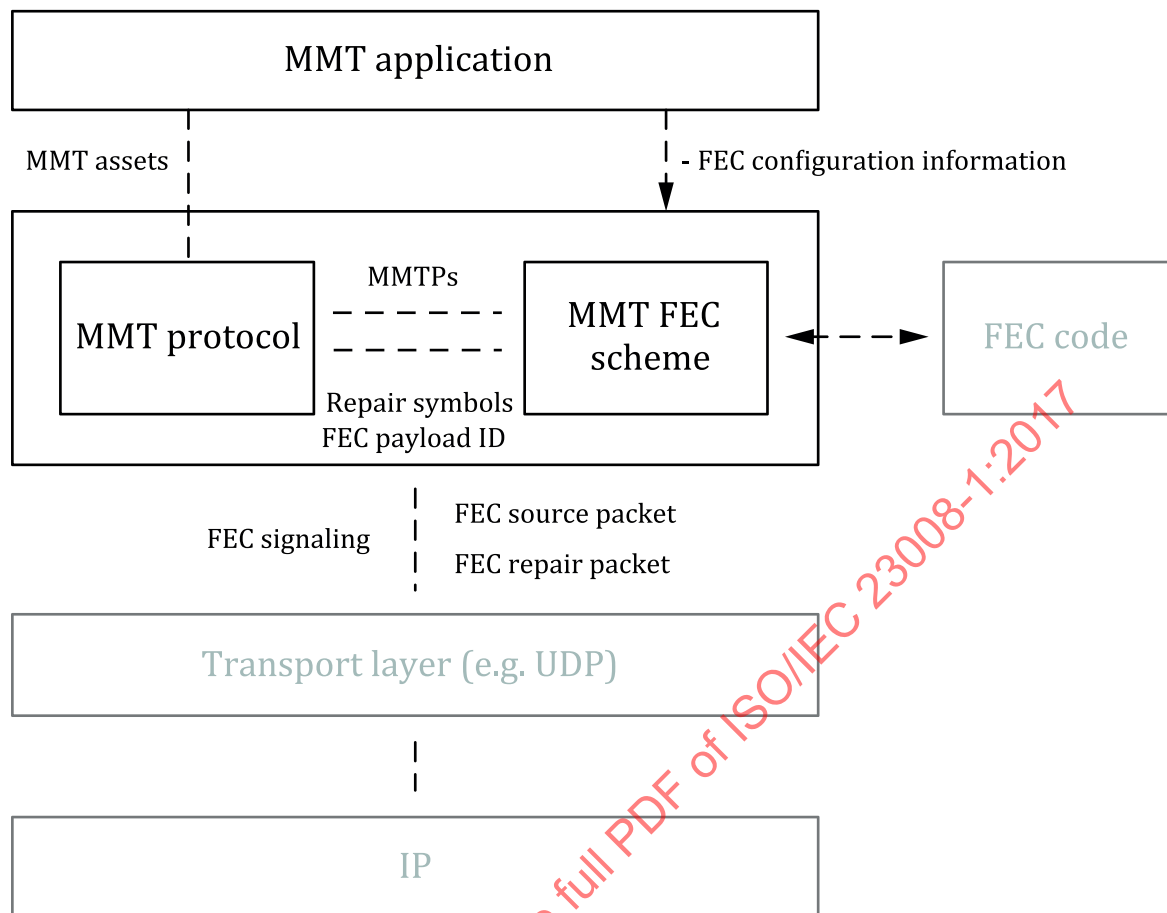 MMT application
MMT assets
- FEC configuration information
MMTPs
MMT protocol
MMT FEC
scheme
FEC code
Repair symbols
FEC payload ID
FEC signaling
FEC source packet
FEC repair packet
Transport layer (e.g. UDP)
IP
full PDF of ISO/IEC 23008-1:2017